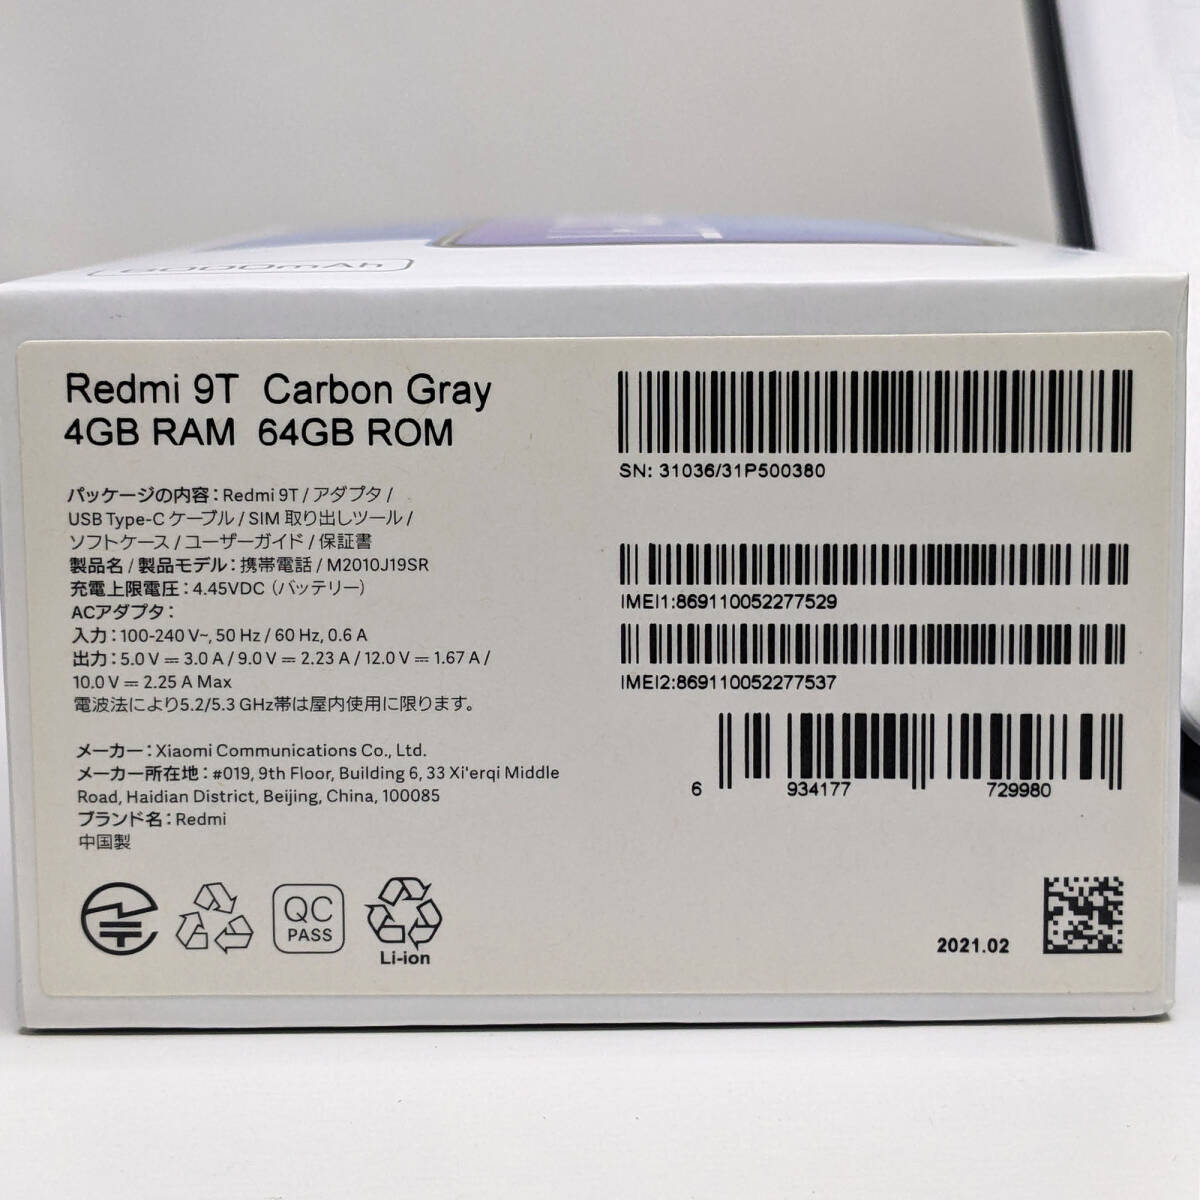 6000mAh
Redmi 9T Carbon Gray
4GB RAM 64GB ROM
パッケージの内容：Redmi 9T / アダプタ /
USB Type-C ケーブル / SIM 取り出しツール /
ソフトケース / ユーザーガイド / 保証書
製品名 / 製品モデル：携帯電話 / M2010J19SR
充電上限電圧：4.45VDC（バッテリー）
ACアダプタ：
入力：100-240 V~, 50 Hz / 60 Hz, 0.6 A
出力：5.0 V ⎓ 3.0 A / 9.0 V ⎓ 2.23 A / 12.0 V ⎓ 1.67 A /
10.0 V ⎓ 2.25 A Max
電波法により5.2/5.3 GHz帯は屋内使用に限ります。
メーカー：Xiaomi Communications Co., Ltd.
メーカー所在地：#019, 9th Floor, Building 6, 33 Xi'erqi Middle
Road, Haidian District, Beijing, China, 100085
ブランド名：Redmi
中国製
QC
PASS
Li-ion
SN: 31036/31P500380
IMEI1:869110052277529
IMEI2:869110052277537
6 934177 729980
2021.02